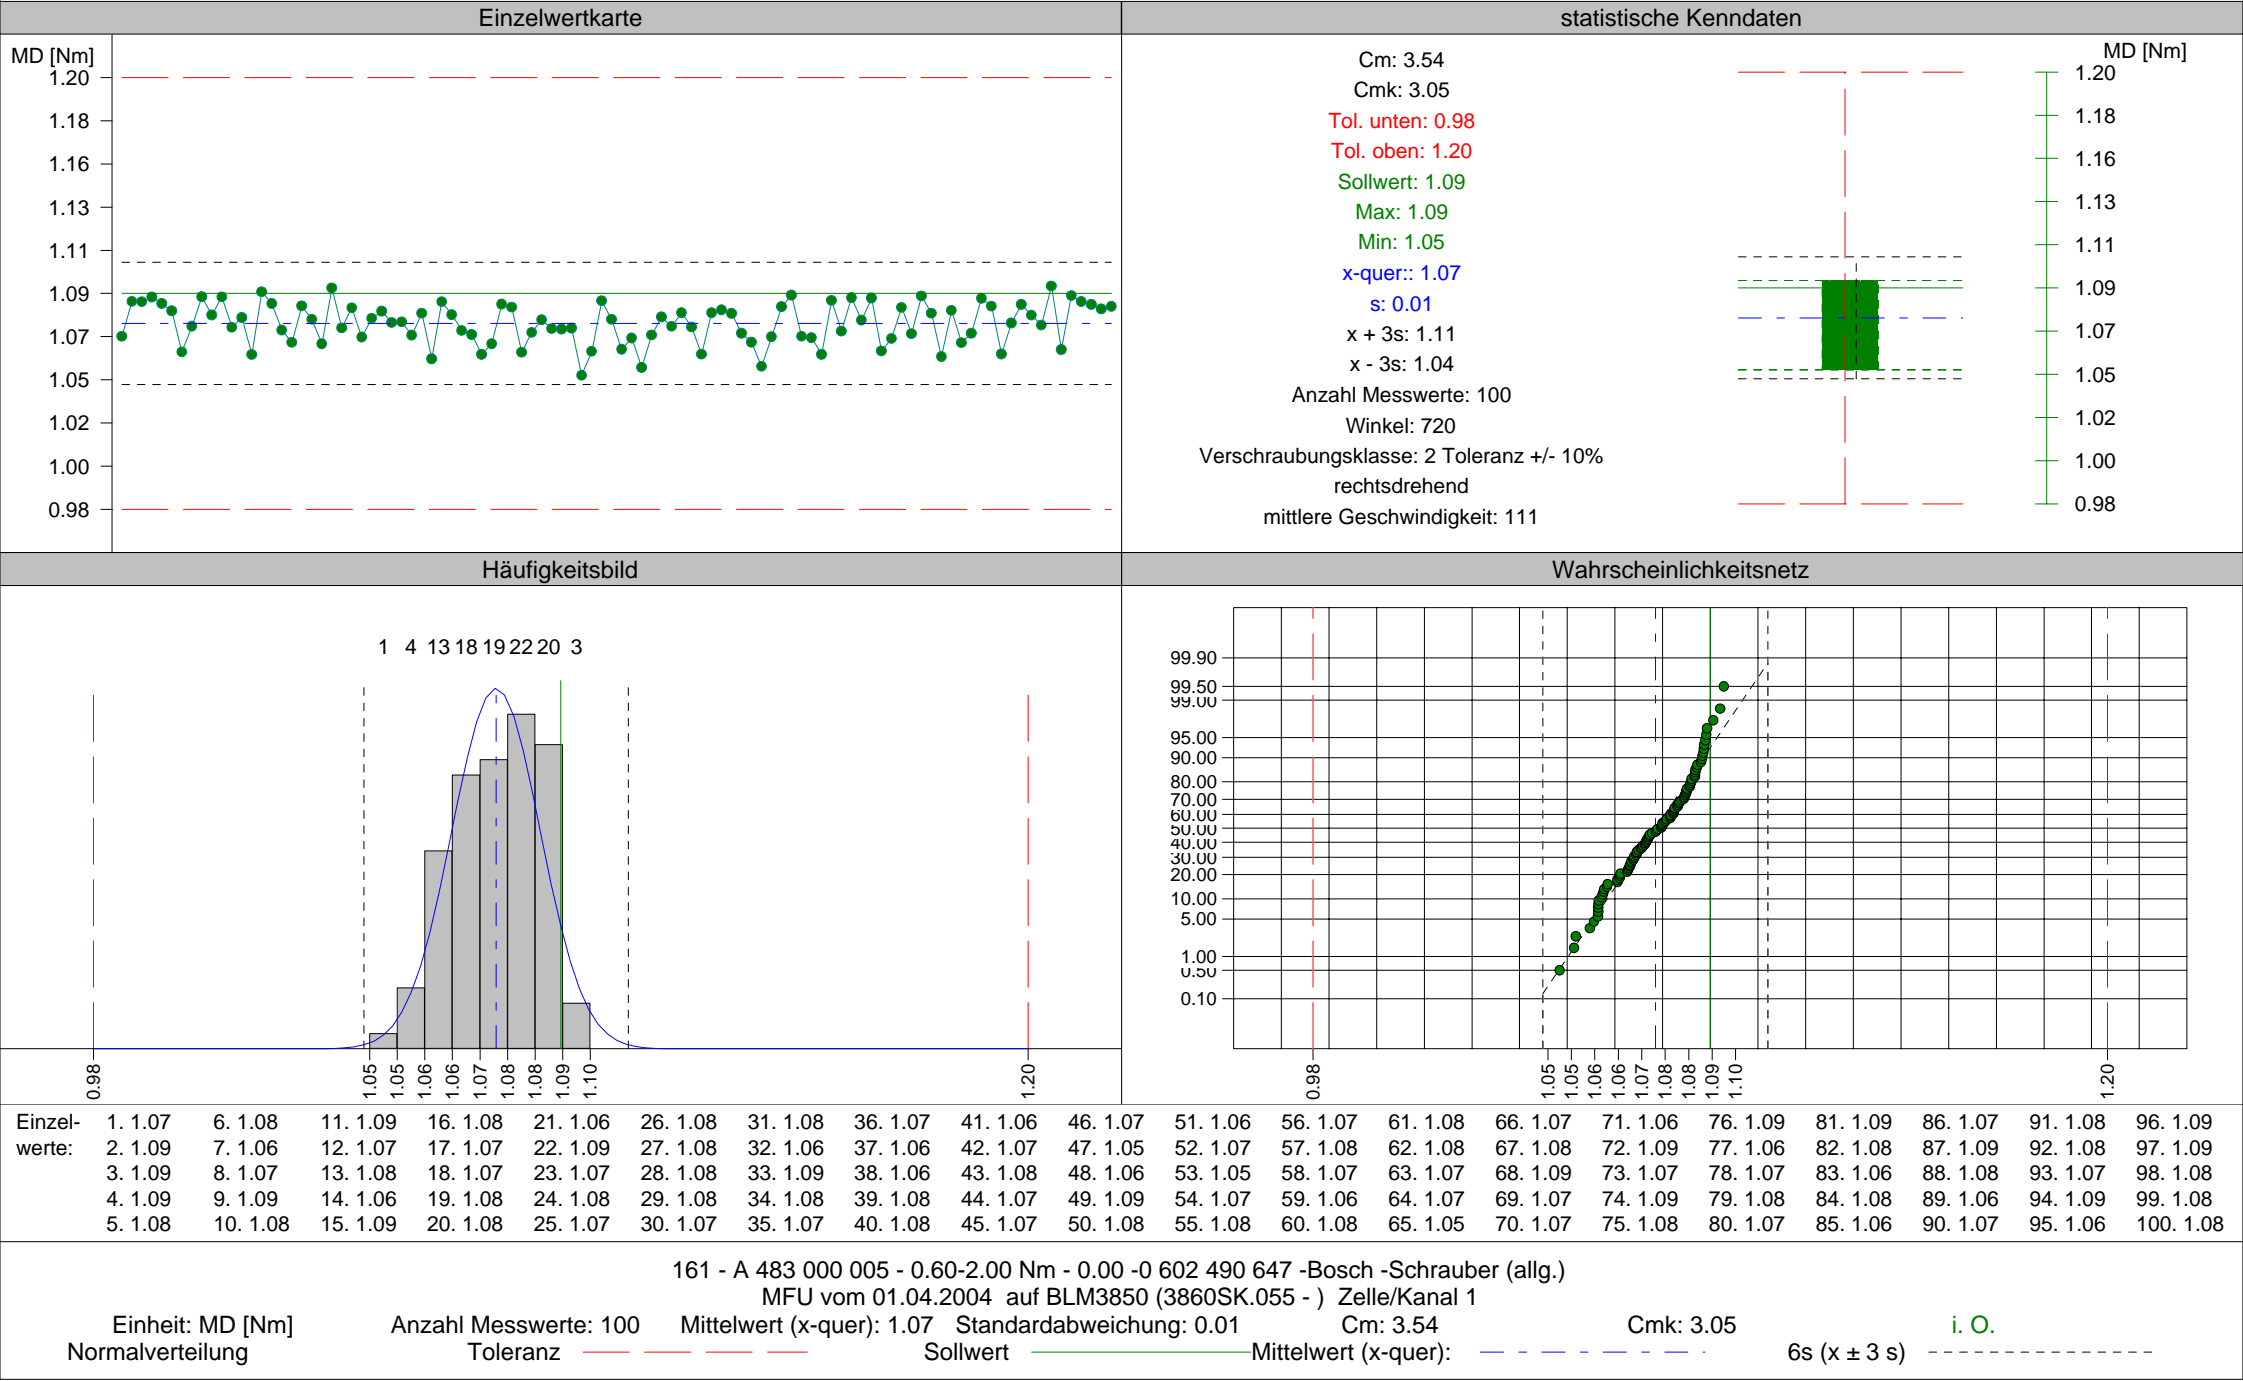 Einzelwertkarte
MD [Nm]
1.20
1.18
1.16
1.13
1.11
1.09
1.07
1.05
1.02
1.00
0.98
statistische Kenndaten
Cm: 3.54
Cmk: 3.05
Tol. unten: 0.98
Tol. oben: 1.20
Sollwert: 1.09
Max: 1.09
Min: 1.05
x-quer:: 1.07
s: 0.01
x + 3s: 1.11
x - 3s: 1.04
Anzahl Messwerte: 100
Winkel: 720
Verschraubungsklasse: 2 Toleranz +/- 10%
rechtsdrehend
mittlere Geschwindigkeit: 111
MD [Nm]
1.20
1.18
1.16
1.13
1.11
1.09
1.07
1.05
1.02
1.00
0.98
Häufigkeitsbild
1 4 13 18 19 22 20 3
0.98 1.05 1.05 1.06 1.06 1.07 1.08 1.08 1.09 1.10 1.20
Wahrscheinlichkeitsnetz
99.90
99.50
99.00
95.00
90.00
80.00
70.00
60.00
50.00
40.00
30.00
20.00
10.00
5.00
1.00
0.50
0.10
0.98 1.05 1.05 1.06 1.06 1.07 1.08 1.08 1.09 1.10 1.20
Einzel- 1. 1.07 6. 1.08 11. 1.09 16. 1.08 21. 1.06 26. 1.08 31. 1.08 36. 1.07 41. 1.06 46. 1.07 51. 1.06 56. 1.07 61. 1.08 66. 1.07 71. 1.06 76. 1.09 81. 1.09 86. 1.07 91. 1.08 96. 1.09
werte: 2. 1.09 7. 1.06 12. 1.07 17. 1.07 22. 1.09 27. 1.08 32. 1.06 37. 1.06 42. 1.07 47. 1.05 52. 1.07 57. 1.08 62. 1.08 67. 1.08 72. 1.09 77. 1.06 82. 1.08 87. 1.09 92. 1.08 97. 1.09
3. 1.09 8. 1.07 13. 1.08 18. 1.07 23. 1.07 28. 1.08 33. 1.09 38. 1.06 43. 1.08 48. 1.06 53. 1.05 58. 1.07 63. 1.07 68. 1.09 73. 1.07 78. 1.07 83. 1.06 88. 1.08 93. 1.07 98. 1.08
4. 1.09 9. 1.09 14. 1.06 19. 1.08 24. 1.08 29. 1.08 34. 1.08 39. 1.08 44. 1.07 49. 1.09 54. 1.07 59. 1.06 64. 1.07 69. 1.07 74. 1.09 79. 1.08 84. 1.08 89. 1.06 94. 1.09 99. 1.08
5. 1.08 10. 1.08 15. 1.09 20. 1.08 25. 1.07 30. 1.07 35. 1.07 40. 1.08 45. 1.07 50. 1.08 55. 1.08 60. 1.08 65. 1.05 70. 1.07 75. 1.08 80. 1.07 85. 1.06 90. 1.07 95. 1.06 100. 1.08
161 - A 483 000 005 - 0.60-2.00 Nm - 0.00 -0 602 490 647 -Bosch -Schrauber (allg.)
MFU vom 01.04.2004 auf BLM3850 (3860SK.055 - ) Zelle/Kanal 1
Einheit: MD [Nm] Anzahl Messwerte: 100 Mittelwert (x-quer): 1.07 Standardabweichung: 0.01 Cm: 3.54 Cmk: 3.05 i. O.
Normalverteilung Toleranz Sollwert Mittelwert (x-quer): 6s (x ± 3 s)